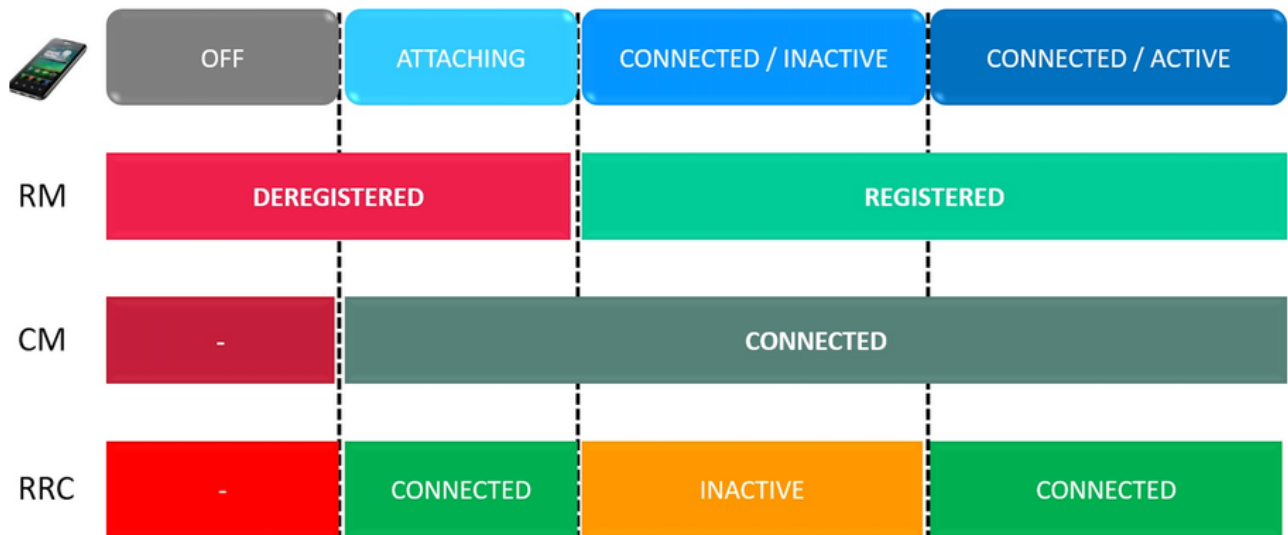 OFF ATTACHING CONNECTED / INACTIVE CONNECTED / ACTIVE
RM DEREGISTERED REGISTERED
CM - CONNECTED
RRC - CONNECTED INACTIVE CONNECTED